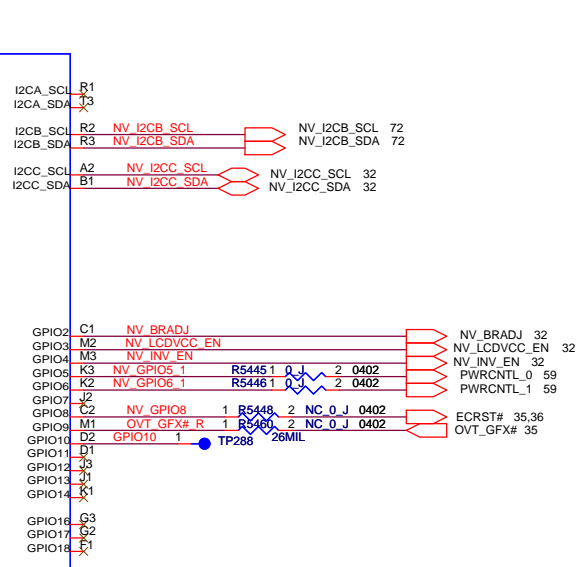 I2CA_SCL R1
I2CA_SDA T3
I2CB_SCL R2 NV_I2CB_SCL NV_I2CB_SCL 72
I2CB_SDA R3 NV_I2CB_SDA NV_I2CB_SDA 72
I2CC_SCL A2 NV_I2CC_SCL NV_I2CC_SCL 32
I2CC_SDA B1 NV_I2CC_SDA NV_I2CC_SDA 32
GPIO2 C1 NV_BRADJ NV_BRADJ 32
GPIO3 M2 NV_LCDVCC_EN NV_LCDVCC_EN 32
GPIO4 M3 NV_INV_EN NV_INV_EN 32
GPIO5 K3 NV_GPIO5_1 R5445 1 0_J 2 0402 PWRCNTL_0 59
GPIO6 K2 NV_GPIO6_1 R5446 1 0_J 2 0402 PWRCNTL_1 59
GPIO7 J2
GPIO8 C2 NV_GPIO8 1 R5448 2 NC_0_J 0402 ECRST# 35,36
GPIO9 M1 OVT_GFX#_R 1 R5460 2 NC_0_J 0402 OVT_GFX# 35
GPIO10 D2 GPIO10 1 TP288 26MIL
GPIO11 D1
GPIO12 J3
GPIO13 J1
GPIO14 K1
GPIO16 G3
GPIO17 G2
GPIO18 F1